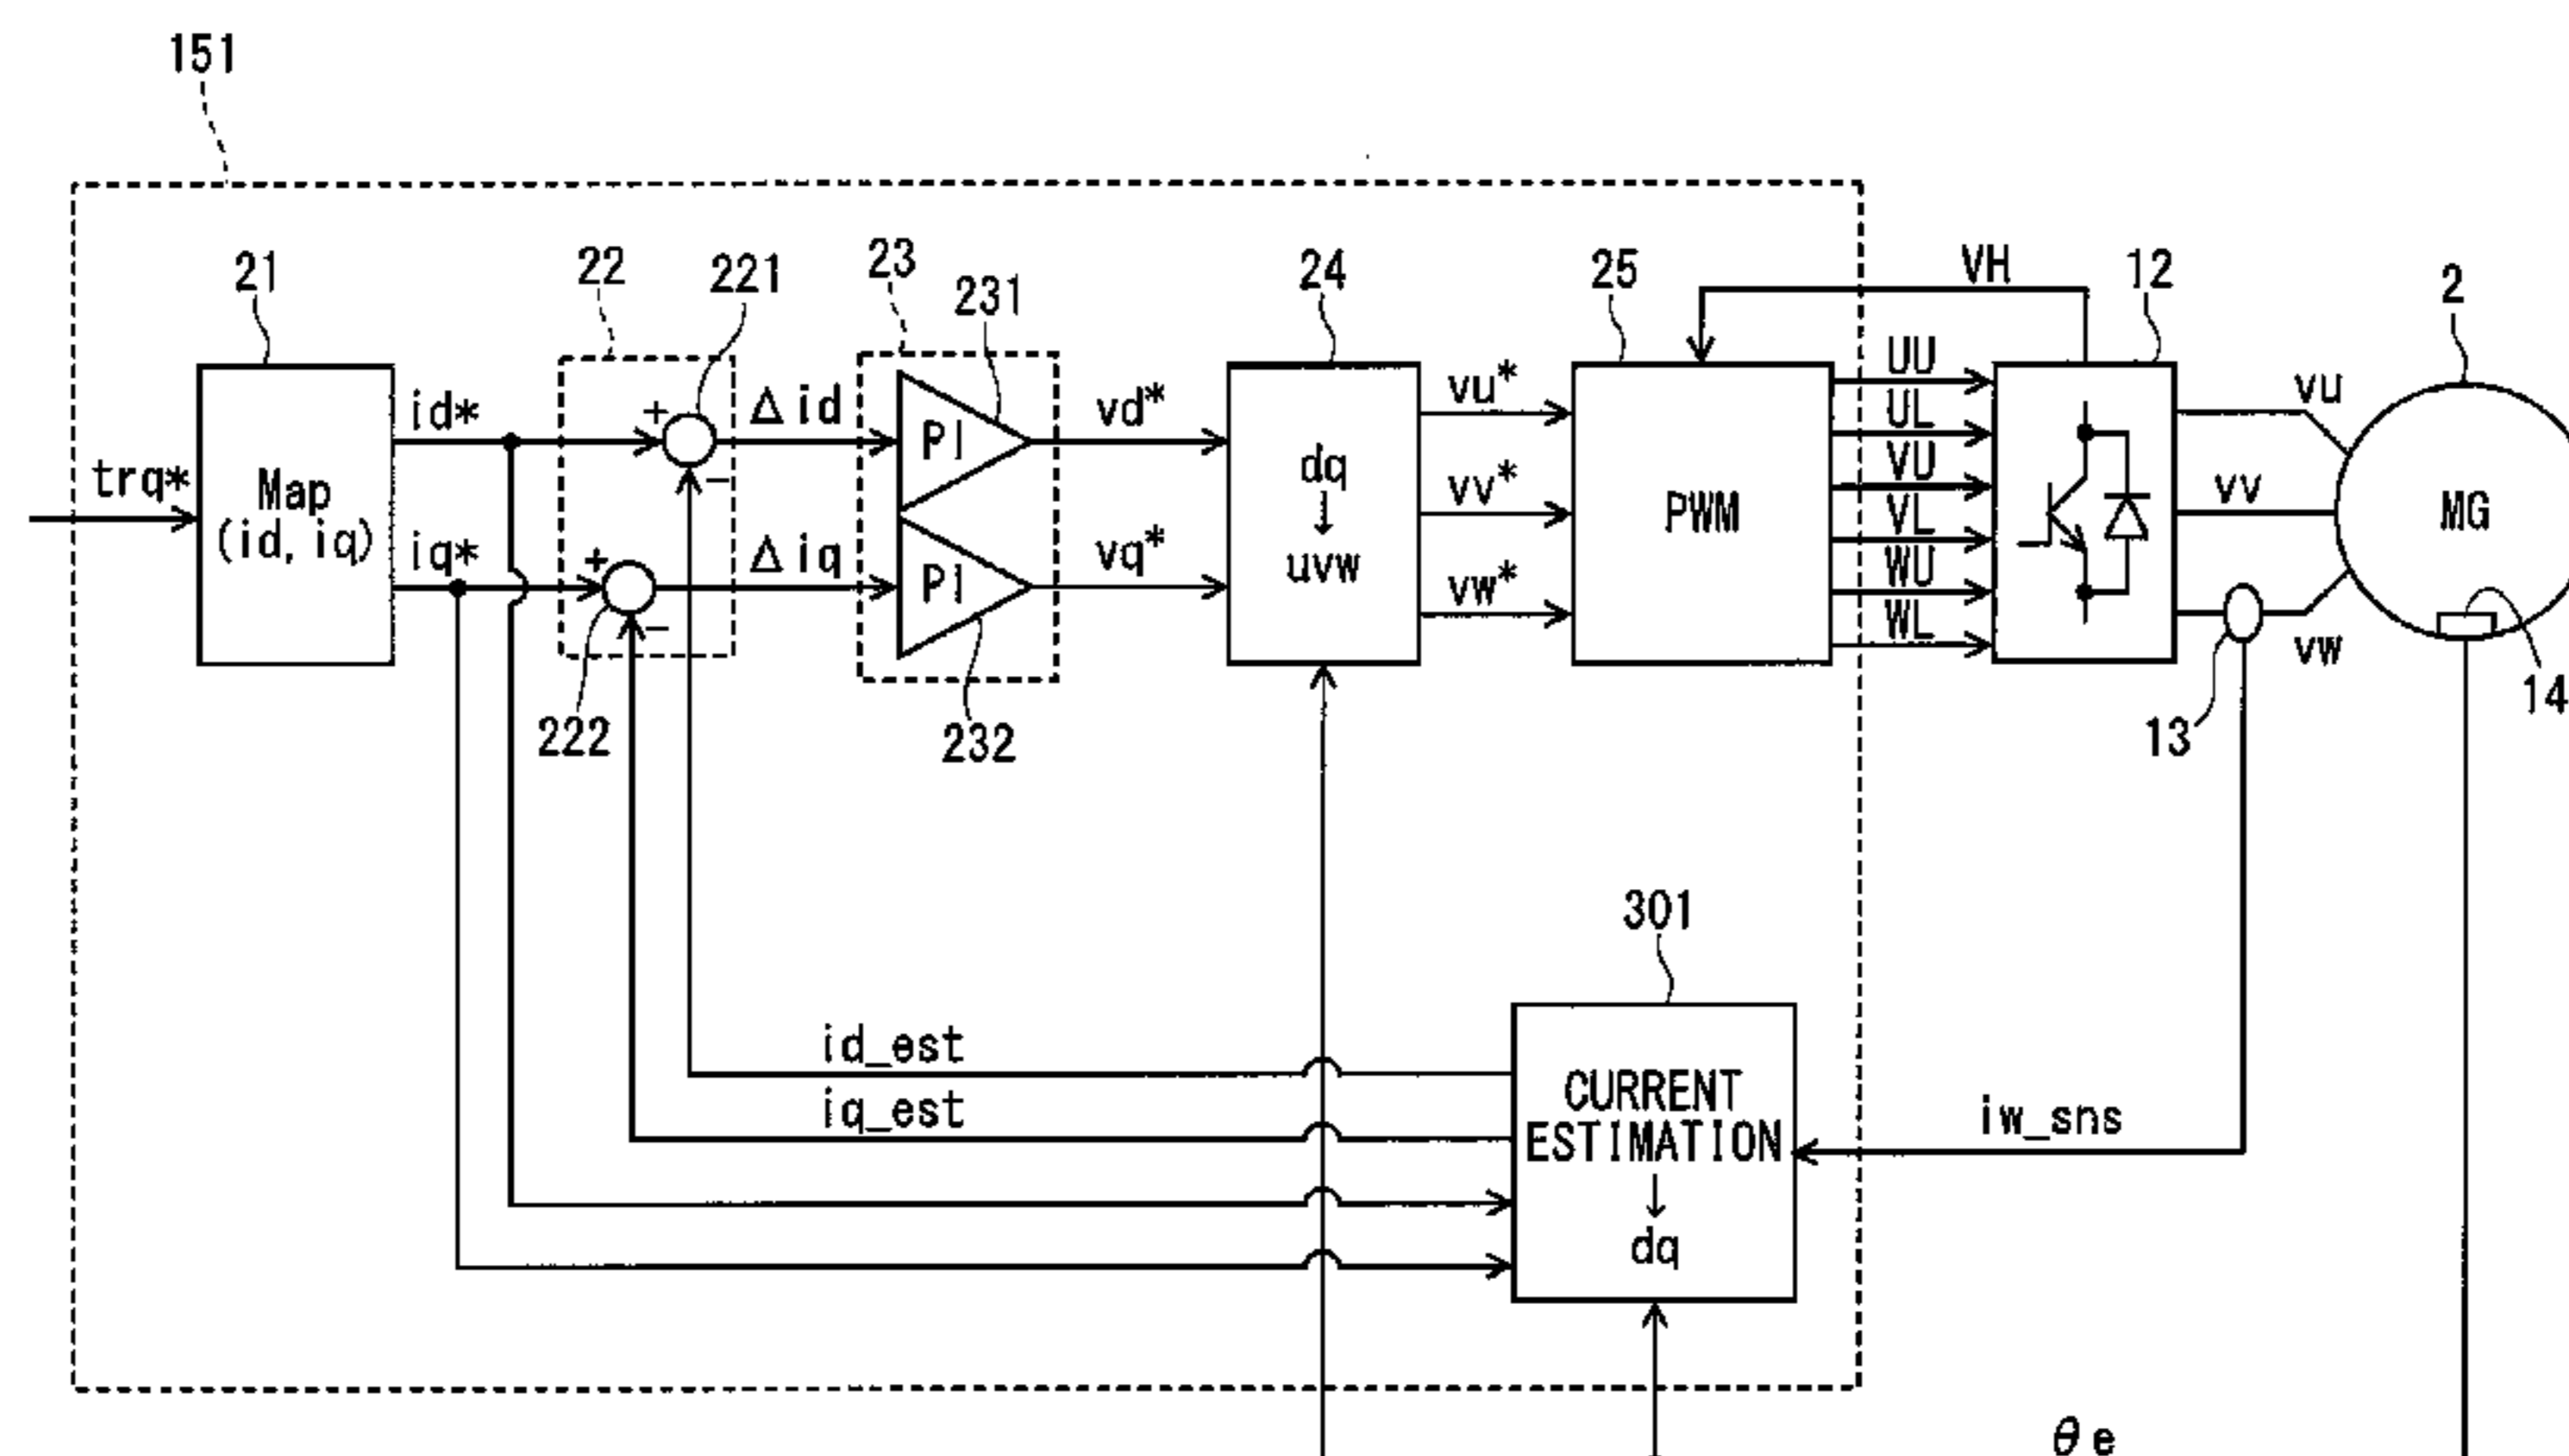 151
21
22
221
23
231
24
25
VH
12
2
trq*
Map
(id, iq)
id*
iq*
+
−
+
−
222
Δid
Δiq
PI
PI
232
vd*
vq*
dq
↓
uvw
vu*
vv*
vw*
PWM
UU
UL
VU
VL
WU
WL
vu
vv
vw
MG
13
14
301
CURRENT
ESTIMATION
↓
dq
id_est
iq_est
iw_sns
θe